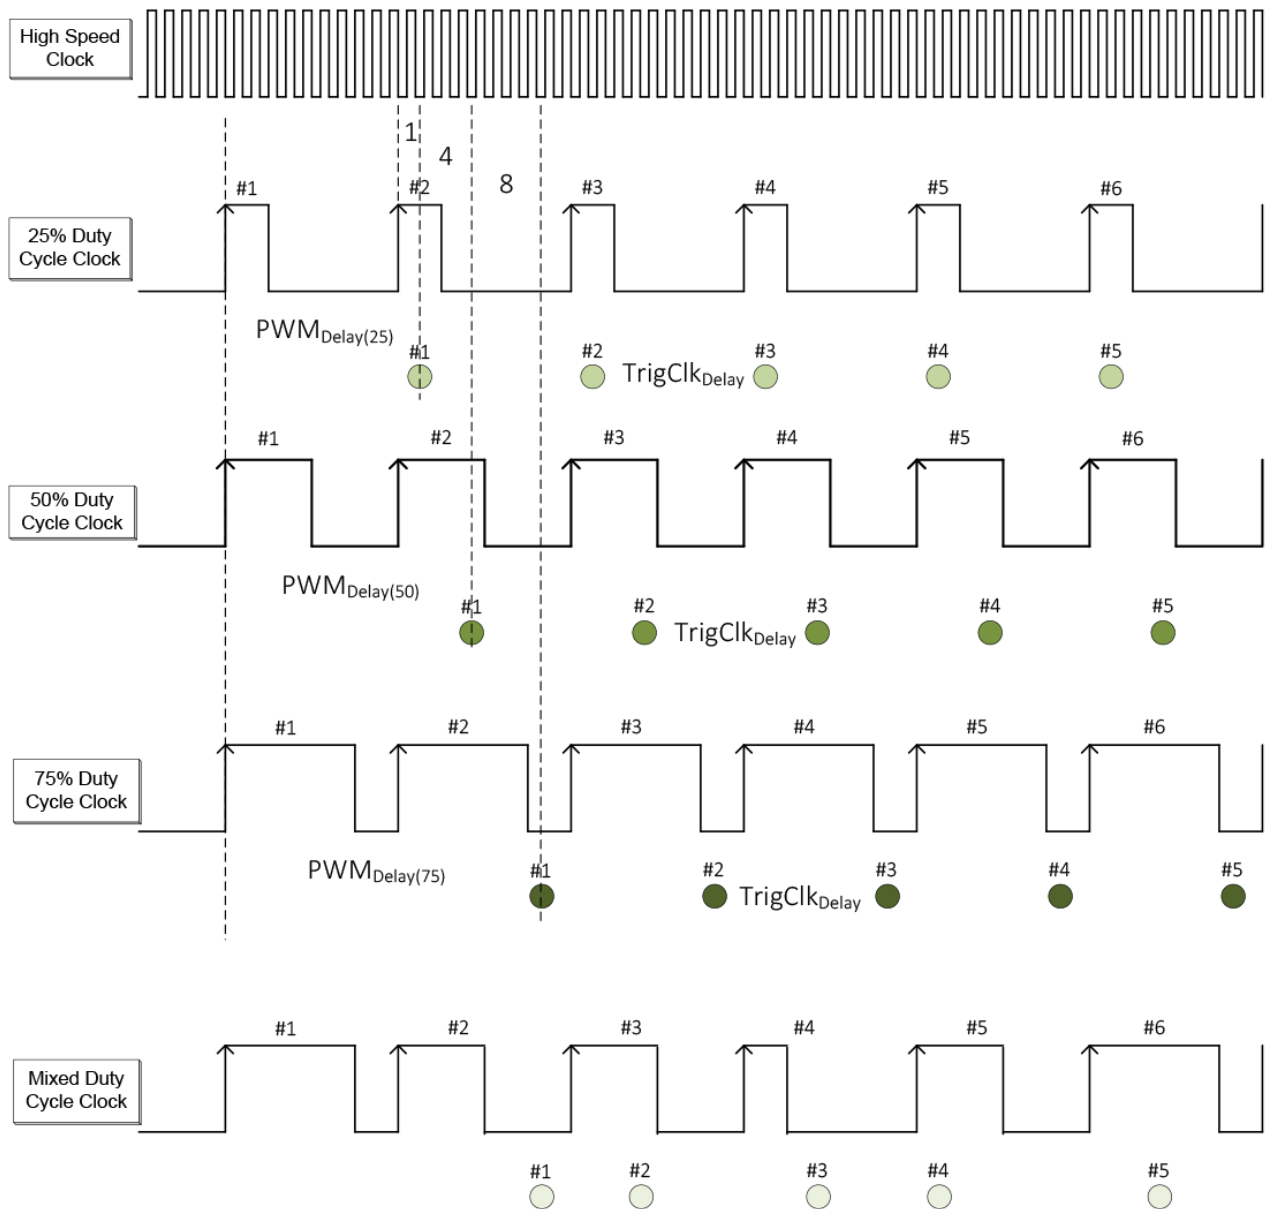 High Speed
Clock
1
4
8
#1 #2 #3 #4 #5 #6
25% Duty
Cycle Clock
PWMDelay(25)
#1 #2 TrigClkDelay #3 #4 #5
#1 #2 #3 #4 #5 #6
50% Duty
Cycle Clock
PWMDelay(50)
#1 #2 TrigClkDelay #3 #4 #5
#1 #2 #3 #4 #5 #6
75% Duty
Cycle Clock
PWMDelay(75)
#1 #2 TrigClkDelay #3 #4 #5
#1 #2 #3 #4 #5 #6
Mixed Duty
Cycle Clock
#1 #2 #3 #4 #5